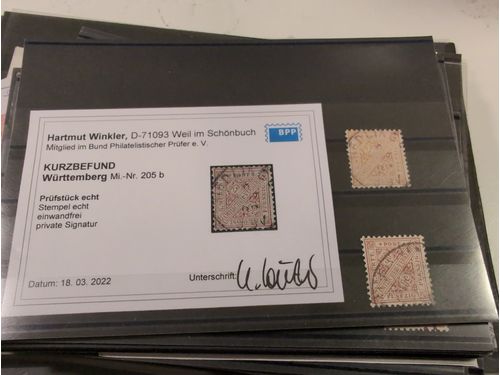 Hartmut Winkler, D-71093 Weil im Schönbuch
Mitglied im Bund Philatelistischer Prüfer e. V.
BPP
KURZBEFUND
Württemberg Mi.-Nr. 205 b
Prüfstück echt
Stempel echt
einwandfrei
private Signatur
Datum: 18. 03. 2022
Unterschrift: